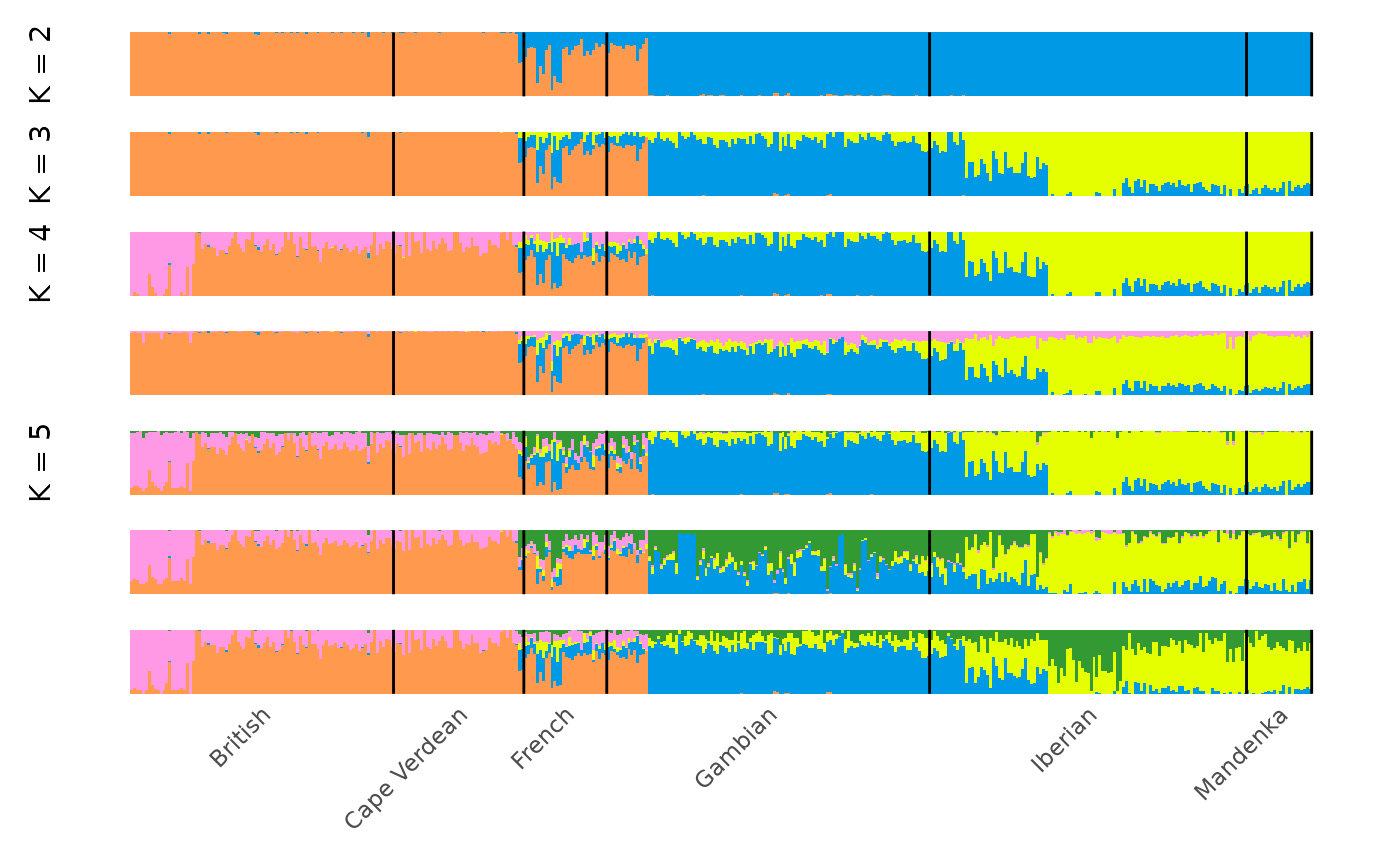 K = 2
K = 3
K = 4
K = 5
British
Cape Verdean
French
Gambian
Iberian
Mandenka